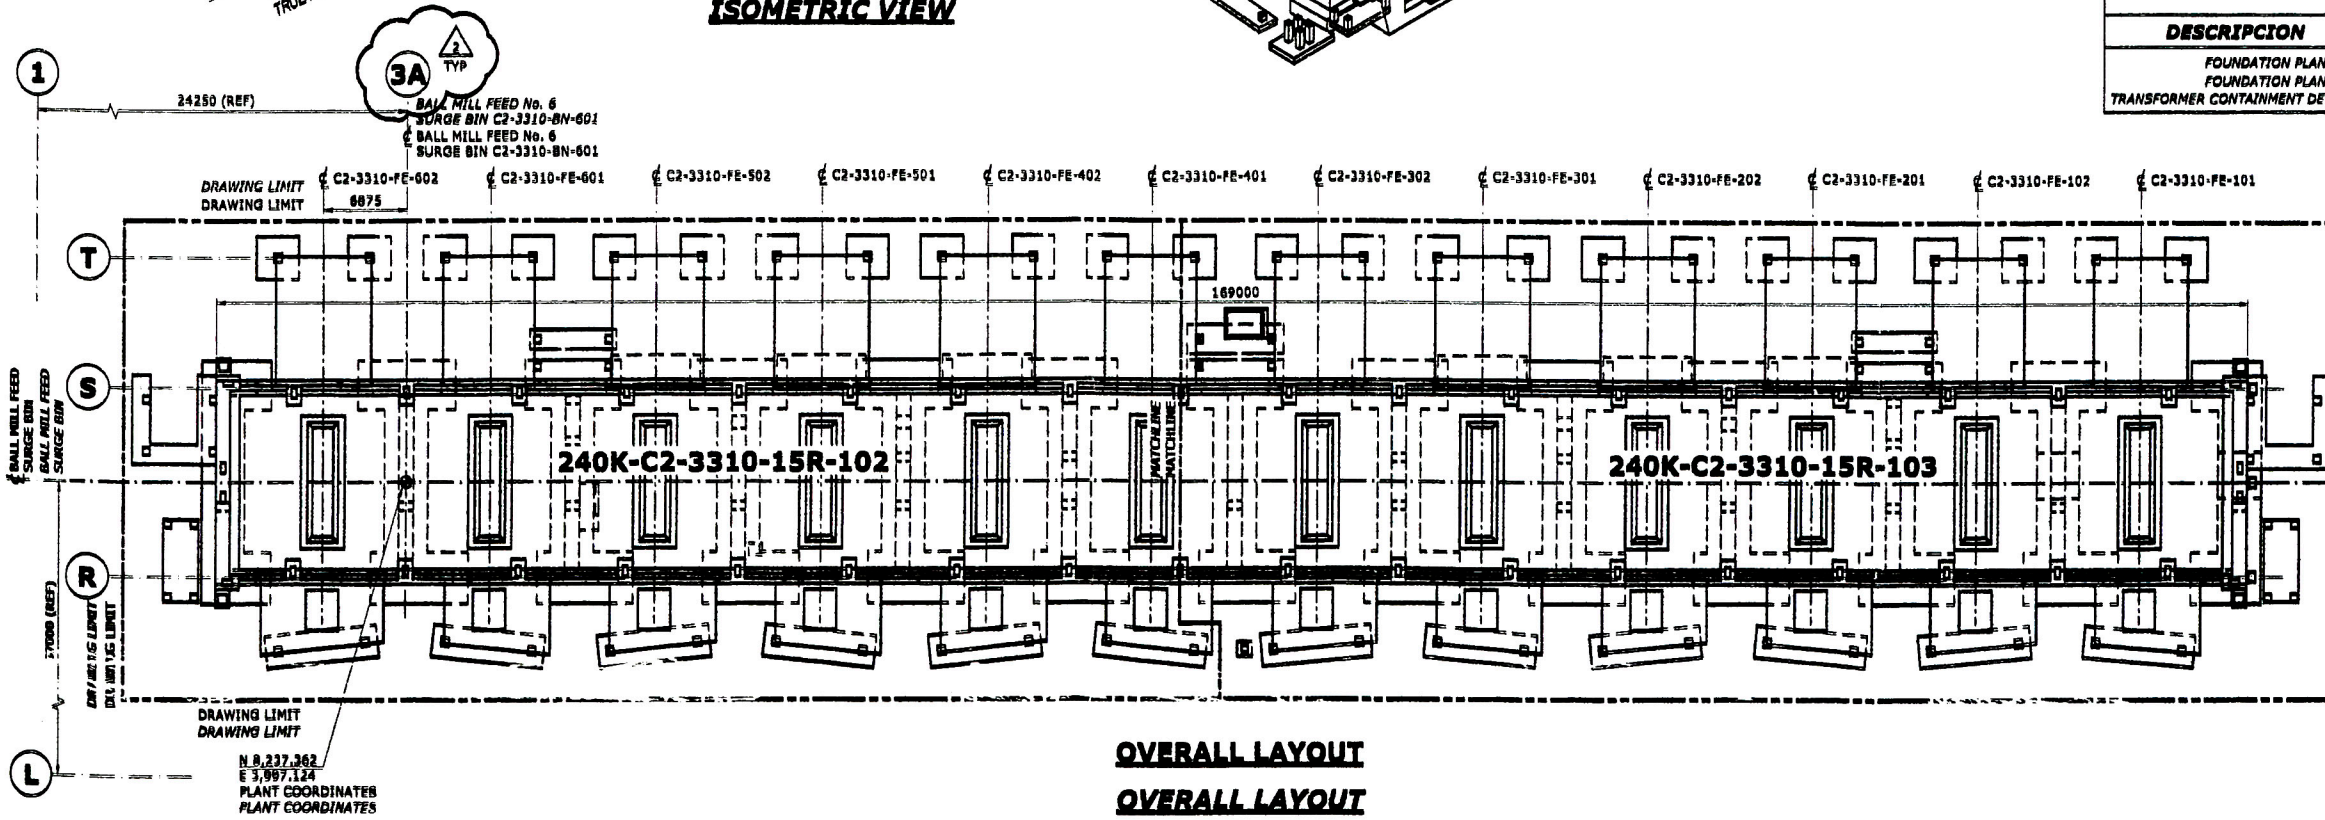 TRUE
ISOMETRIC VIEW
DESCRIPCION
FOUNDATION PLAN
FOUNDATION PLAN
TRANSFORMER CONTAINMENT DE
1
2
TYP
3A
24250 (REF)
BALL MILL FEED No. 6
SURGE BIN C2-3310-BN-601
℄ BALL MILL FEED No. 6
SURGE BIN C2-3310-BN-601
DRAWING LIMIT
DRAWING LIMIT
℄ C2-3310-FE-602
℄ C2-3310-FE-601
℄ C2-3310-FE-502
℄ C2-3310-FE-501
℄ C2-3310-FE-402
℄ C2-3310-FE-401
℄ C2-3310-FE-302
℄ C2-3310-FE-301
℄ C2-3310-FE-202
℄ C2-3310-FE-201
℄ C2-3310-FE-102
℄ C2-3310-FE-101
6875
T
169000
S
℄ BALL MILL FEED
SURGE BIN
BALL MILL FEED
SURGE BIN
MATCHLINE
MATCHLINE
240K-C2-3310-15R-102
240K-C2-3310-15R-103
R
(REF)
DRAWING LIMIT
DRAWING LIMIT
DRAWING LIMIT
DRAWING LIMIT
L
N 8,237.362
E 3,997.124
PLANT COORDINATES
PLANT COORDINATES
OVERALL LAYOUT
OVERALL LAYOUT